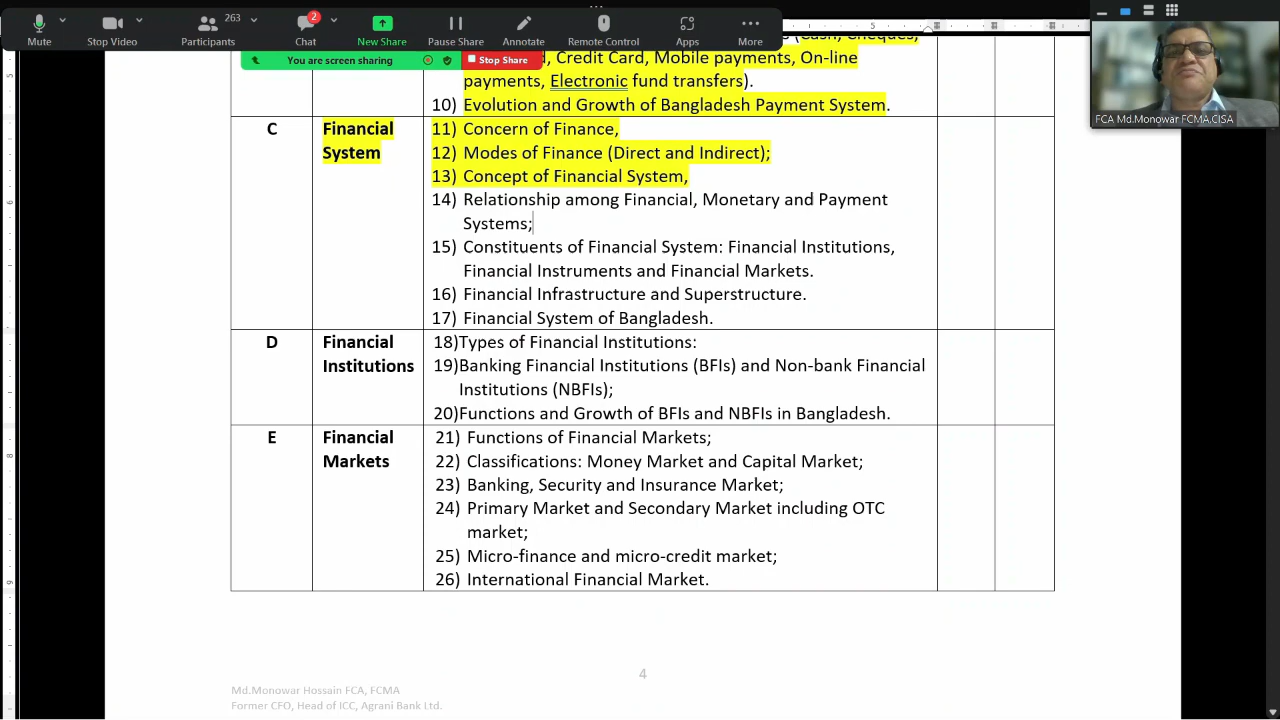 263
2
Mute
Stop Video
Participants
Chat
New Share
Pause Share
Annotate
Remote Control
Apps
More
You are screen sharing
Stop Share
FCA Md.Monowar FCMA.CISA
Credit Card, Mobile payments, On-line
payments, Electronic fund transfers).
10) Evolution and Growth of Bangladesh Payment System.
C
Financial
System
11) Concern of Finance,
12) Modes of Finance (Direct and Indirect);
13) Concept of Financial System,
14) Relationship among Financial, Monetary and Payment
Systems;
15) Constituents of Financial System: Financial Institutions,
Financial Instruments and Financial Markets.
16) Financial Infrastructure and Superstructure.
17) Financial System of Bangladesh.
D
Financial
Institutions
18)Types of Financial Institutions:
19)Banking Financial Institutions (BFIs) and Non-bank Financial
Institutions (NBFIs);
20)Functions and Growth of BFIs and NBFIs in Bangladesh.
E
Financial
Markets
21) Functions of Financial Markets;
22) Classifications: Money Market and Capital Market;
23) Banking, Security and Insurance Market;
24) Primary Market and Secondary Market including OTC
market;
25) Micro-finance and micro-credit market;
26) International Financial Market.
4
Md.Monowar Hossain FCA, FCMA
Former CFO, Head of ICC, Agrani Bank Ltd.